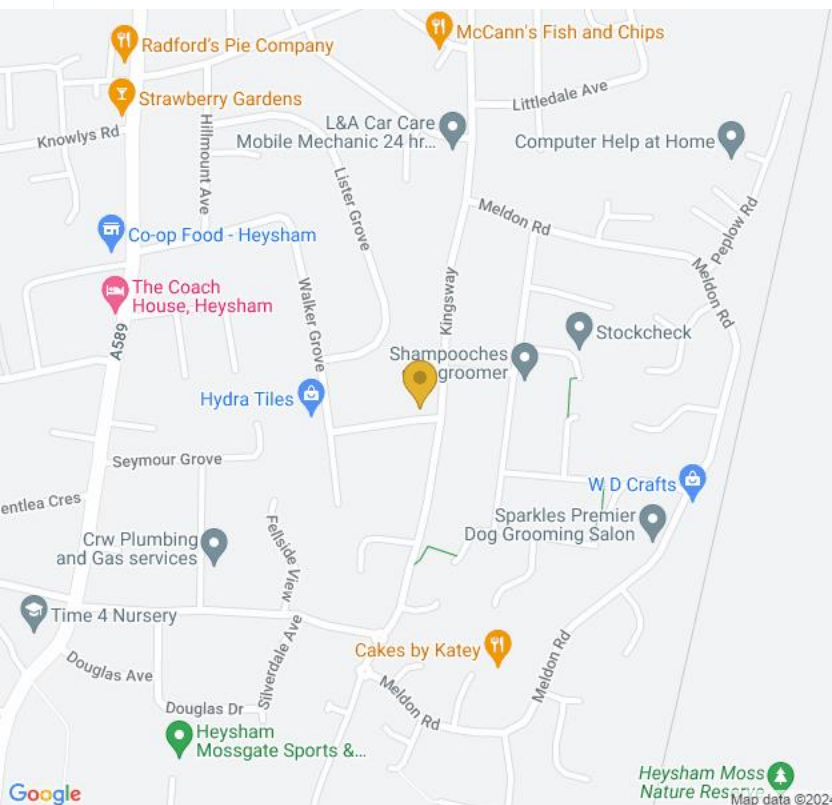 Radford's Pie Company
McCann's Fish and Chips
Strawberry Gardens
Littledale Ave
L&A Car Care
Mobile Mechanic 24 hr...
Computer Help at Home
Knowlys Rd
Hillmount Ave
Lister Grove
Meldon Rd
Peplow Rd
Co-op Food - Heysham
The Coach
House, Heysham
Walker Grove
Kingsway
Meldon Rd
A589
Stockcheck
Shampooches
groomer
Hydra Tiles
Seymour Grove
W D Crafts
entlea Cres
Sparkles Premier
Dog Grooming Salon
Crw Plumbing
and Gas services
Fellside View
Time 4 Nursery
Cakes by Katey
Silverdale Ave
Douglas Ave
Meldon Rd
Meldon Rd
Douglas Dr
Heysham
Mossgate Sports &...
Heysham Moss
Nature Reserve
Google
Map data ©2024